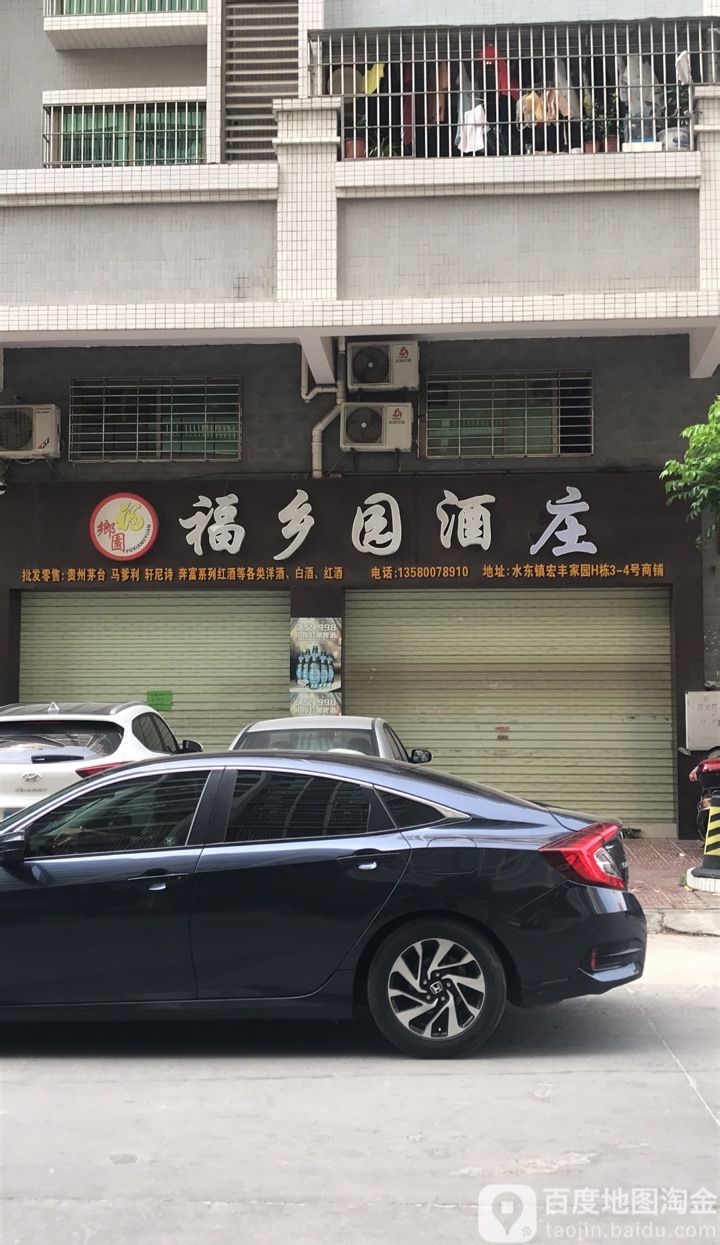 福乡园酒庄
福
鄉園
FUXIANGYUAN
批发零售: 贵州茅台 马爹利 轩尼诗 奔富系列红酒等各类洋酒、白酒、红酒 电话:13580078910 地址: 水东镇宏丰家园H栋3-4号商铺
百度地图淘金
taojin.baidu.com